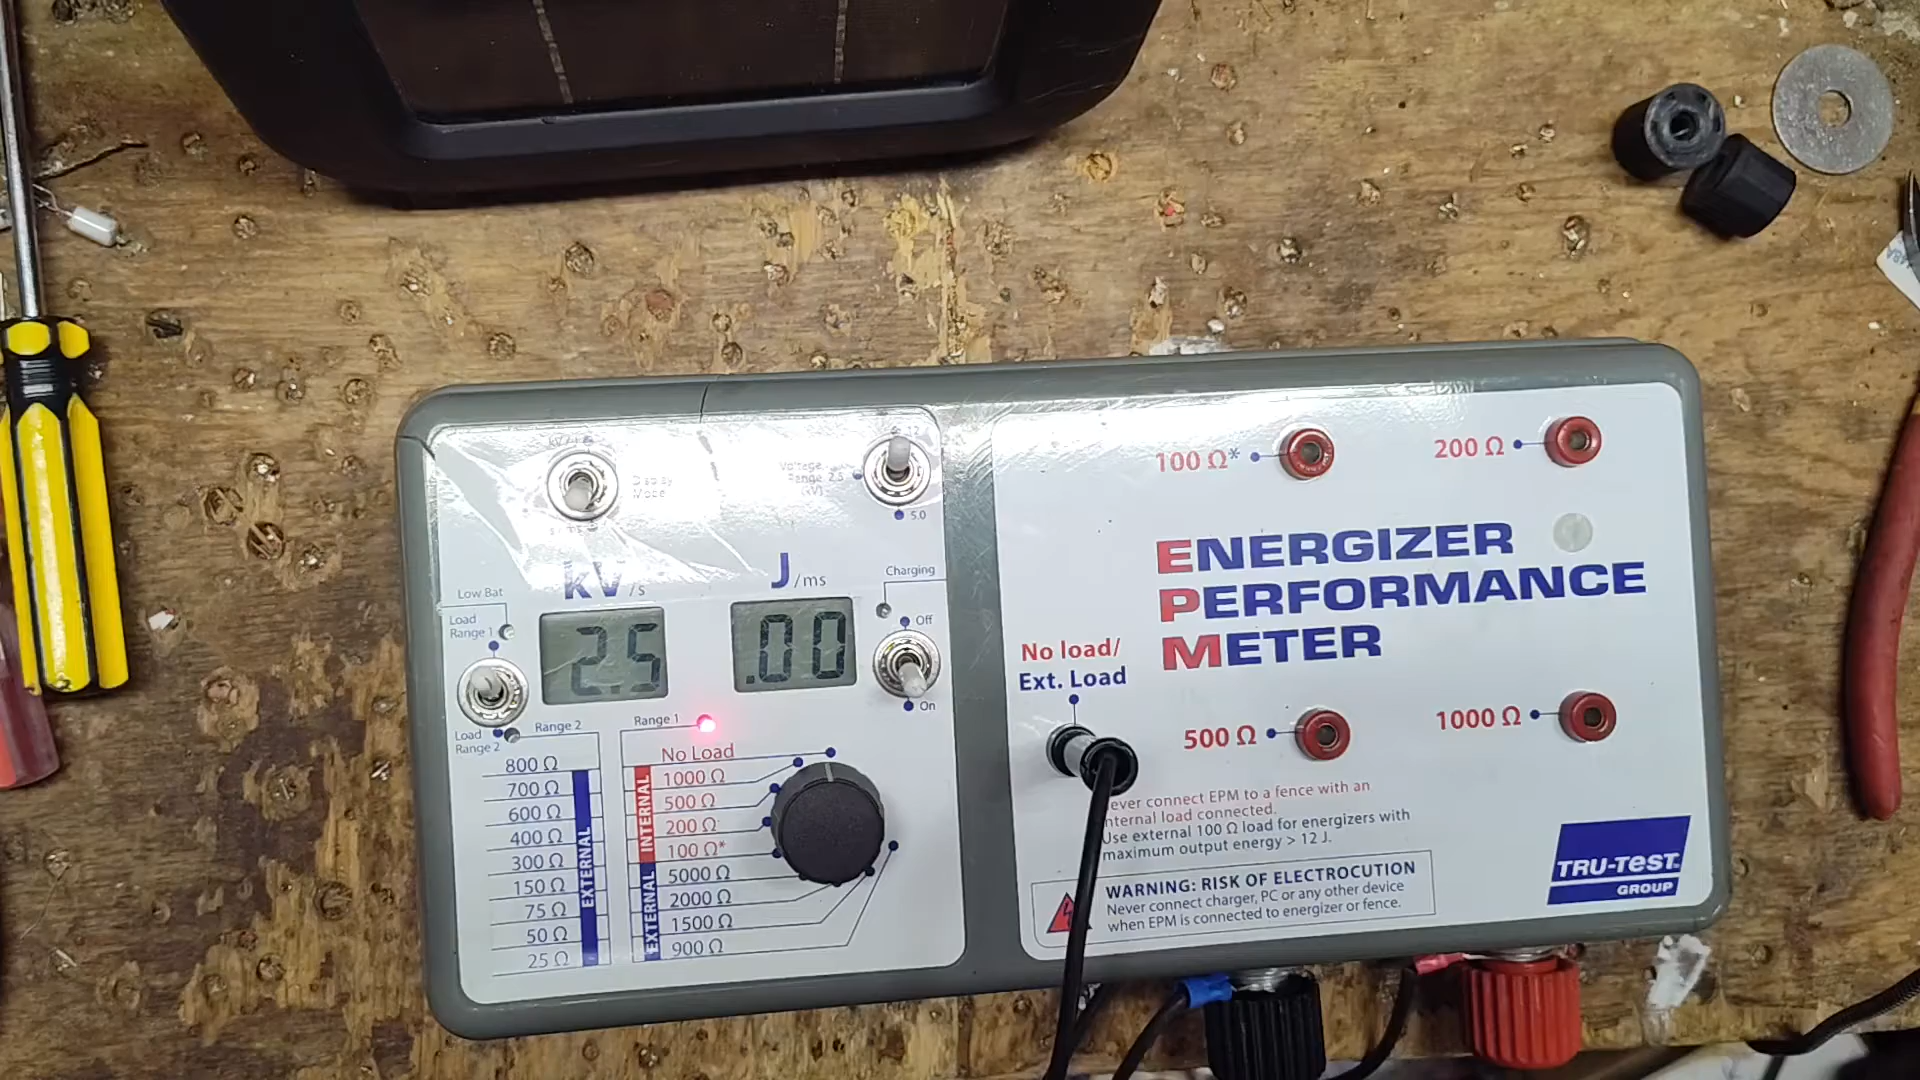 kV/J
Display
Mode
s/ms
Voltage
Range
(kV)
12
2.5
5.0
kV/s
J/ms
Charging
Low Bat
Load
Range 1
2.5
.00
Off
On
Load
Range 2
Range 2
Range 1
800 Ω
700 Ω
600 Ω
400 Ω
300 Ω
150 Ω
75 Ω
50 Ω
25 Ω
EXTERNAL
INTERNAL
EXTERNAL
No Load
1000 Ω
500 Ω
200 Ω
100 Ω*
5000 Ω
2000 Ω
1500 Ω
900 Ω
100 Ω*
200 Ω
ENERGIZER
PERFORMANCE
METER
No load/
Ext. Load
500 Ω
1000 Ω
ever connect EPM to a fence with an
nternal load connected.
Use external 100 Ω load for energizers with
maximum output energy > 12 J.
WARNING: RISK OF ELECTROCUTION
Never connect charger, PC or any other device
when EPM is connected to energizer or fence.
TRU-TEST
GROUP